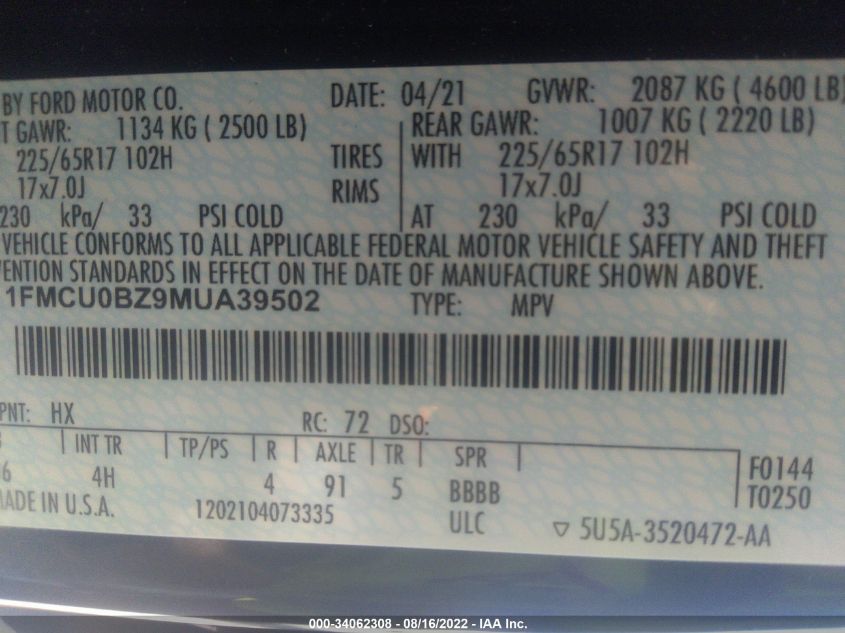 BY FORD MOTOR CO. DATE: 04/21 GVWR: 2087 KG ( 4600 LB)
T GAWR: 1134 KG ( 2500 LB) REAR GAWR: 1007 KG ( 2220 LB)
225/65R17 102H TIRES WITH 225/65R17 102H
17x7.0J RIMS 17x7.0J
230 kPa/ 33 PSI COLD AT 230 kPa/ 33 PSI COLD
VEHICLE CONFORMS TO ALL APPLICABLE FEDERAL MOTOR VEHICLE SAFETY AND THEFT
VENTION STANDARDS IN EFFECT ON THE DATE OF MANUFACTURE SHOWN ABOVE.
1FMCU0BZ9MUA39502 TYPE: MPV
PNT: HX RC: 72 DSO:
INT TR TP/PS R AXLE TR SPR F0144
6 4H 4 91 5 BBBB T0250
MADE IN U.S.A. 1202104073335 ULC ▽ 5U5A-3520472-AA
000-34062308 - 08/16/2022 - IAA Inc.